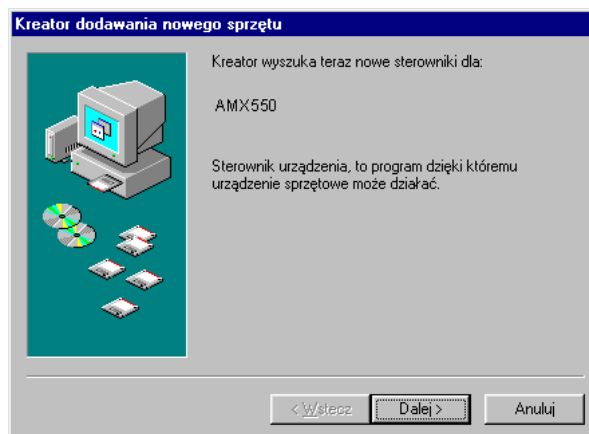 Kreator dodawania nowego sprzętu
Kreator wyszuka teraz nowe sterowniki dla:
AMX550
Sterownik urządzenia, to program dzięki któremu
urządzenie sprzętowe może działać.
< Wstecz
Dalej >
Anuluj